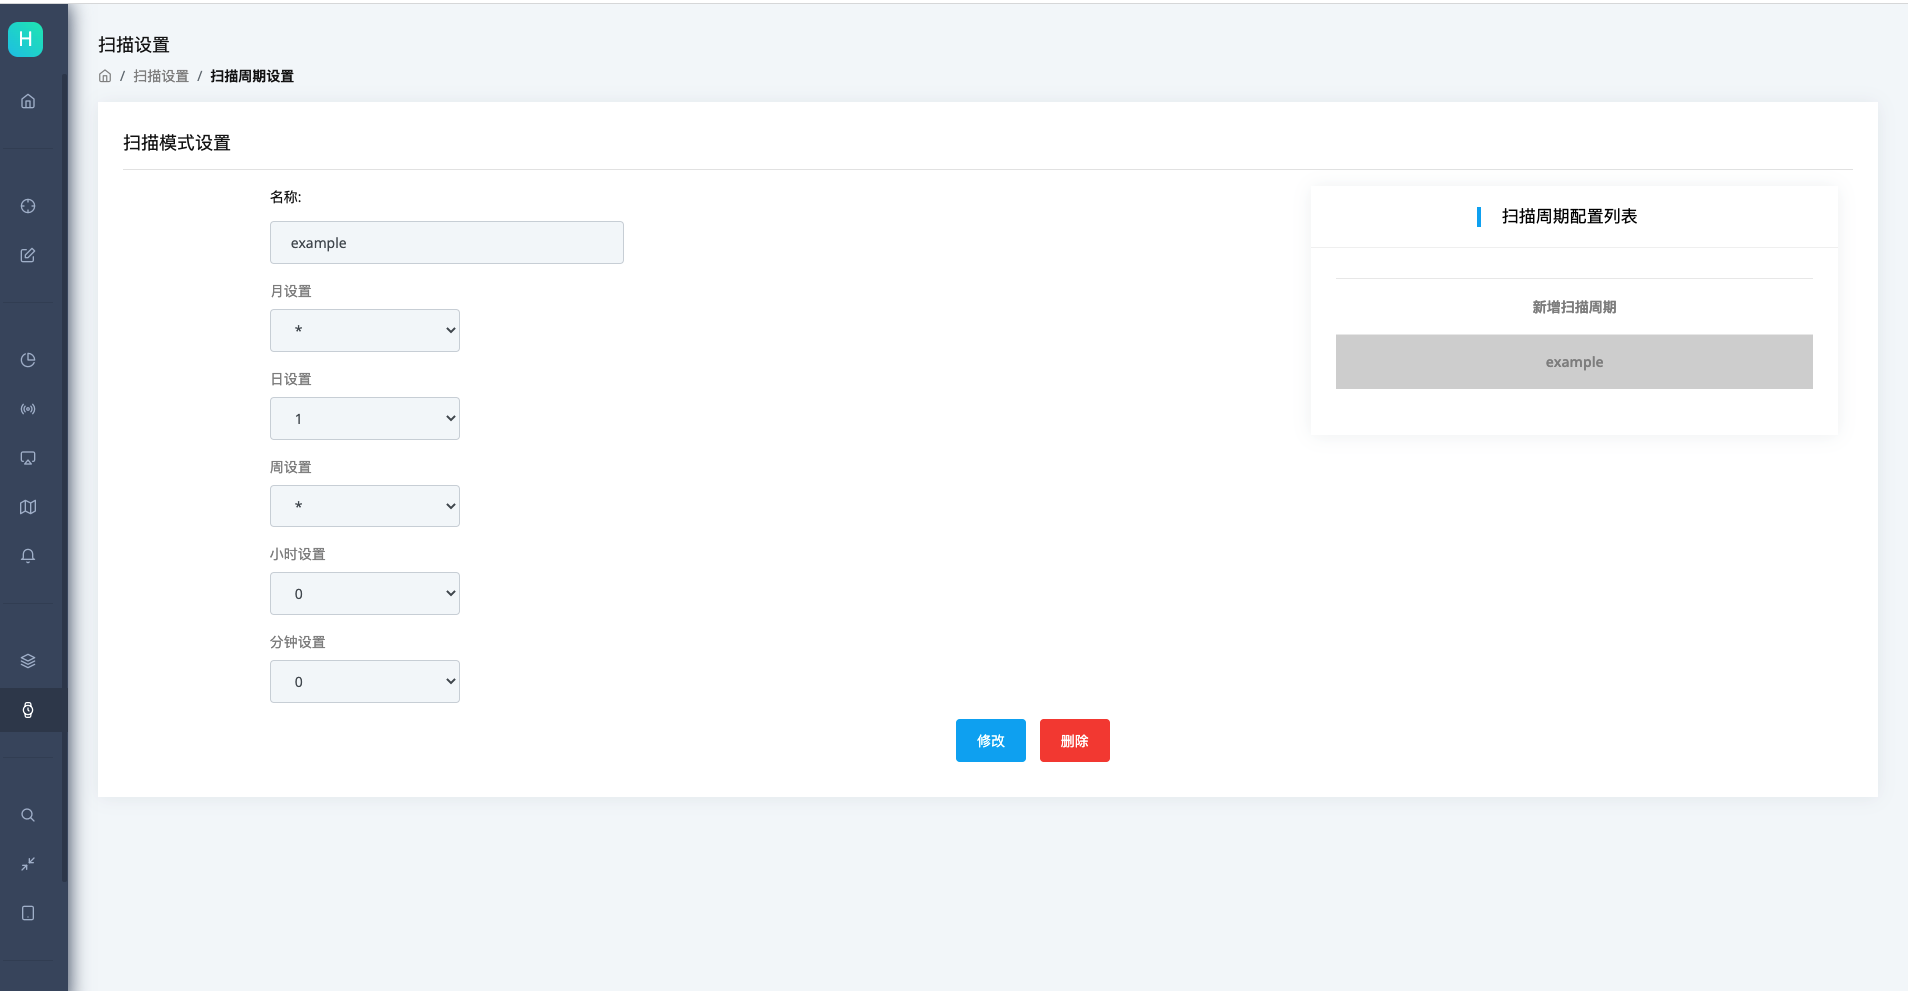 H
扫描设置
/ 扫描设置 / 扫描周期设置
扫描模式设置
名称:
example
月设置
*
日设置
1
周设置
*
小时设置
0
分钟设置
0
修改 删除
扫描周期配置列表
新增扫描周期
example